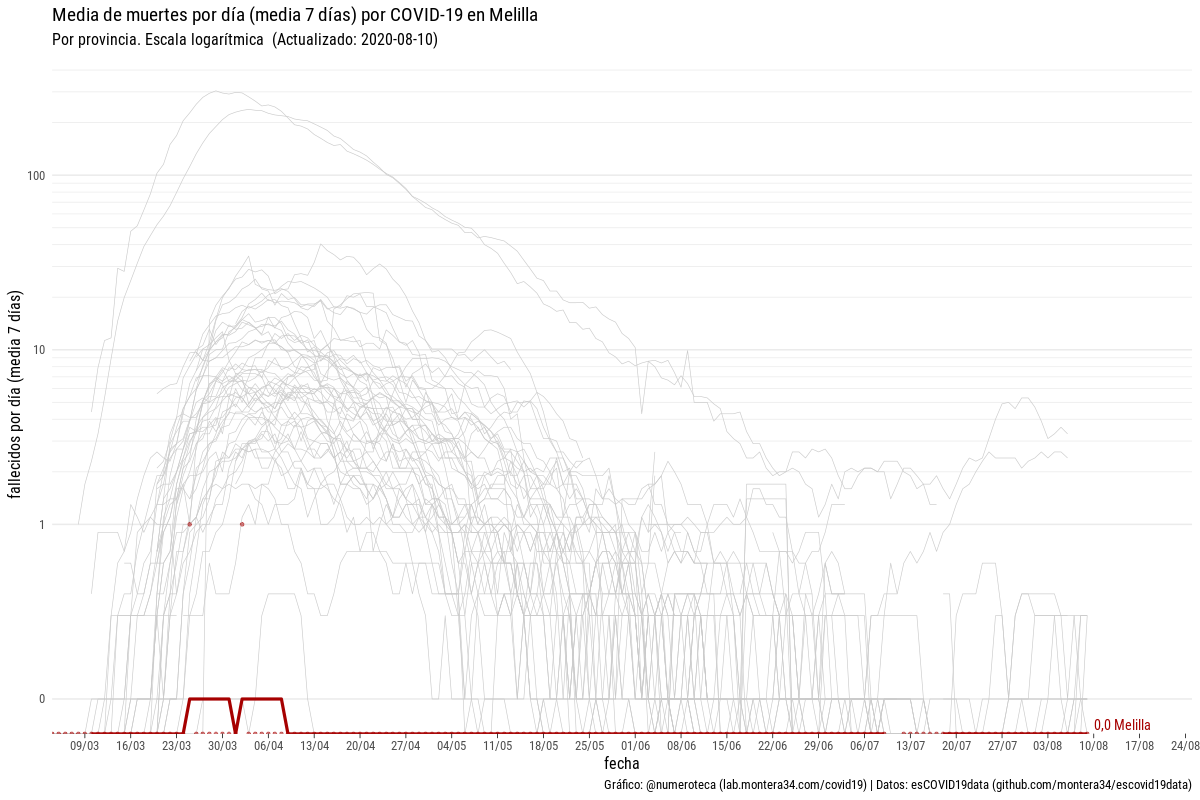 Media de muertes por día (media 7 días) por COVID-19 en Melilla
Por provincia. Escala logarítmica  (Actualizado: 2020-08-10)
fallecidos por día (media 7 días)
100
10
1
0
0,0 Melilla
09/03 16/03 23/03 30/03 06/04 13/04 20/04 27/04 04/05 11/05 18/05 25/05 01/06 08/06 15/06 22/06 29/06 06/07 13/07 20/07 27/07 03/08 10/08 17/08 24/08
fecha
Gráfico: @numeroteca (lab.montera34.com/covid19) | Datos: esCOVID19data (github.com/montera34/escovid19data)